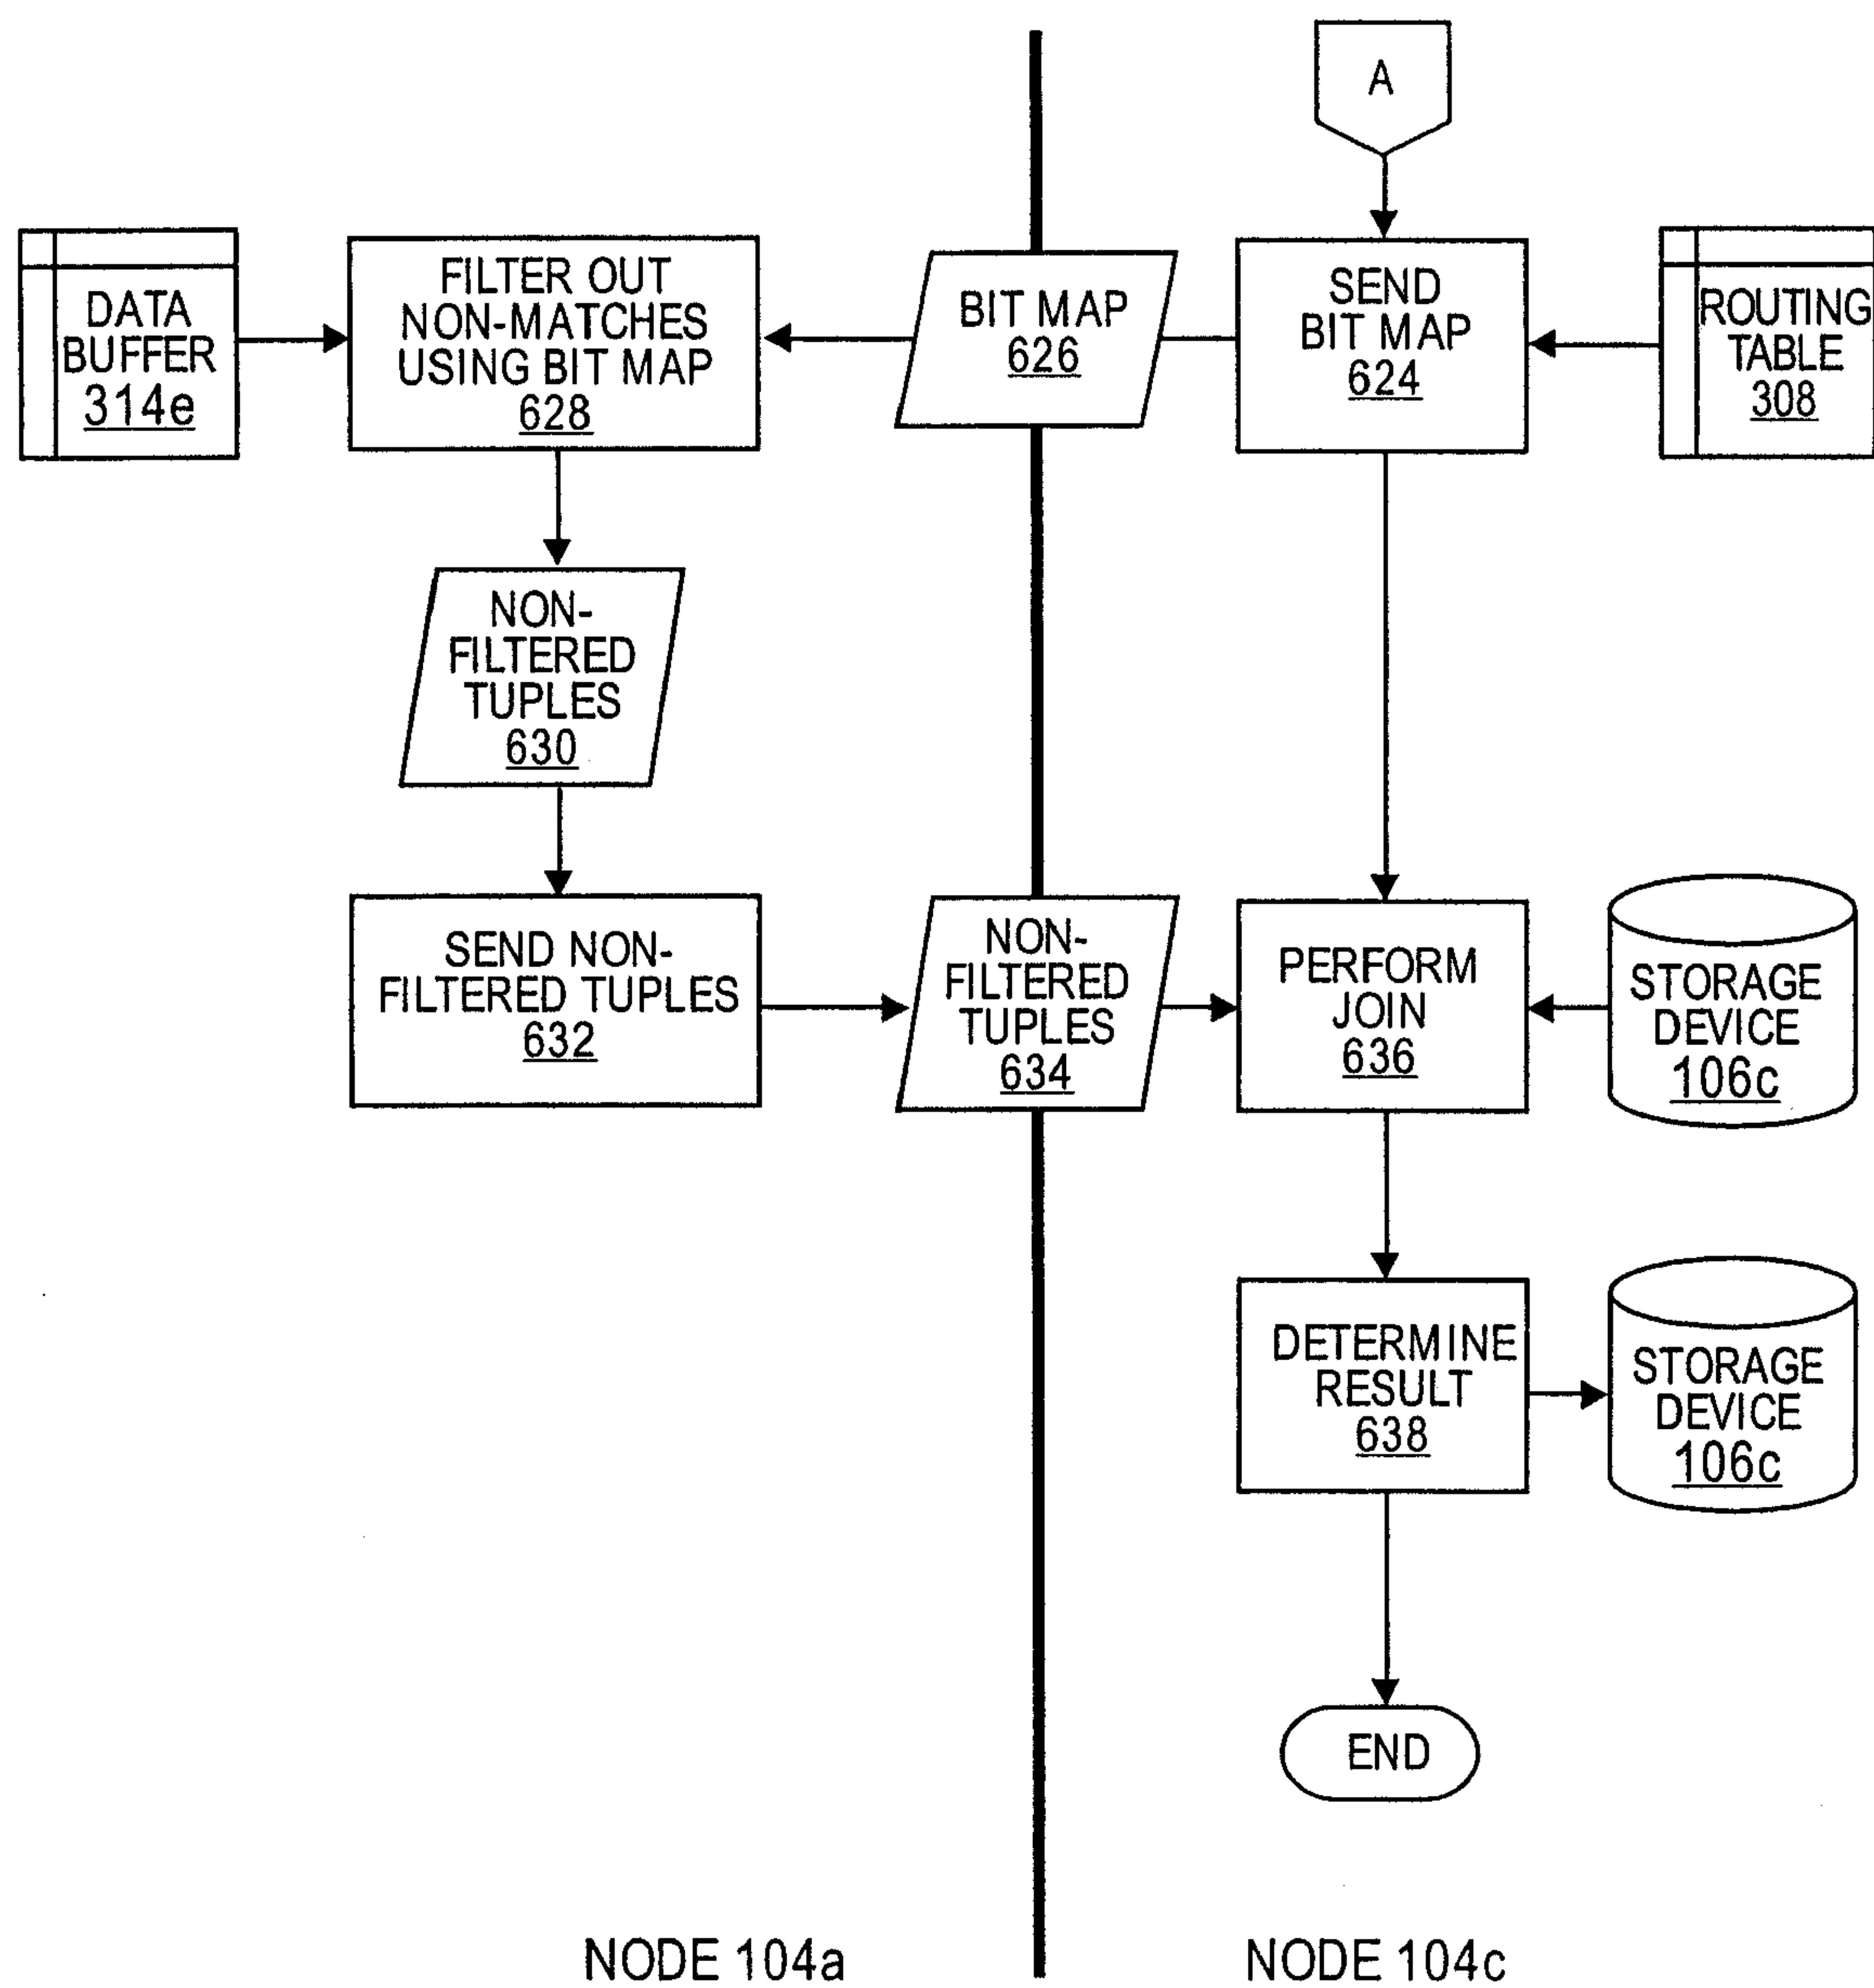 A
DATA
BUFFER
314e
FILTER OUT
NON-MATCHES
USING BIT MAP
628
BIT MAP
626
SEND
BIT MAP
624
ROUTING
TABLE
308
NON-
FILTERED
TUPLES
630
SEND NON-
FILTERED TUPLES
632
NON-
FILTERED
TUPLES
634
PERFORM
JOIN
636
STORAGE
DEVICE
106c
DETERMINE
RESULT
638
STORAGE
DEVICE
106c
END
NODE 104a
NODE 104c